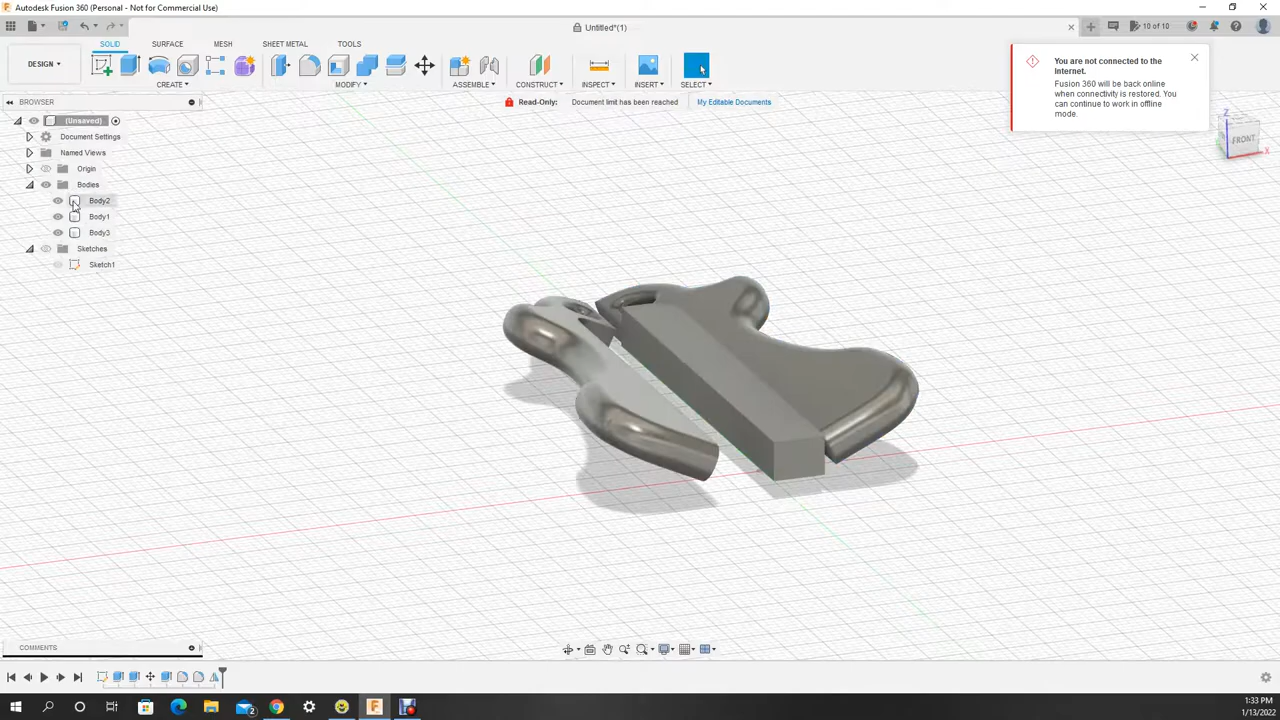 Autodesk Fusion 360 (Personal - Not for Commercial Use)
Untitled*(1)
10 of 10
SOLID
SURFACE
MESH
SHEET METAL
TOOLS
DESIGN
CREATE
MODIFY
ASSEMBLE
CONSTRUCT
INSPECT
INSERT
SELECT
BROWSER
Read-Only:
Document limit has been reached
My Editable Documents
You are not connected to the
Internet.
Fusion 360 will be back online
when connectivity is restored. You
can continue to work in offline
mode.
(Unsaved)
Document Settings
Named Views
Origin
Bodies
Body2
Body1
Body3
Sketches
Sketch1
Z
FRONT
X
COMMENTS
2
1:33 PM
1/13/2022